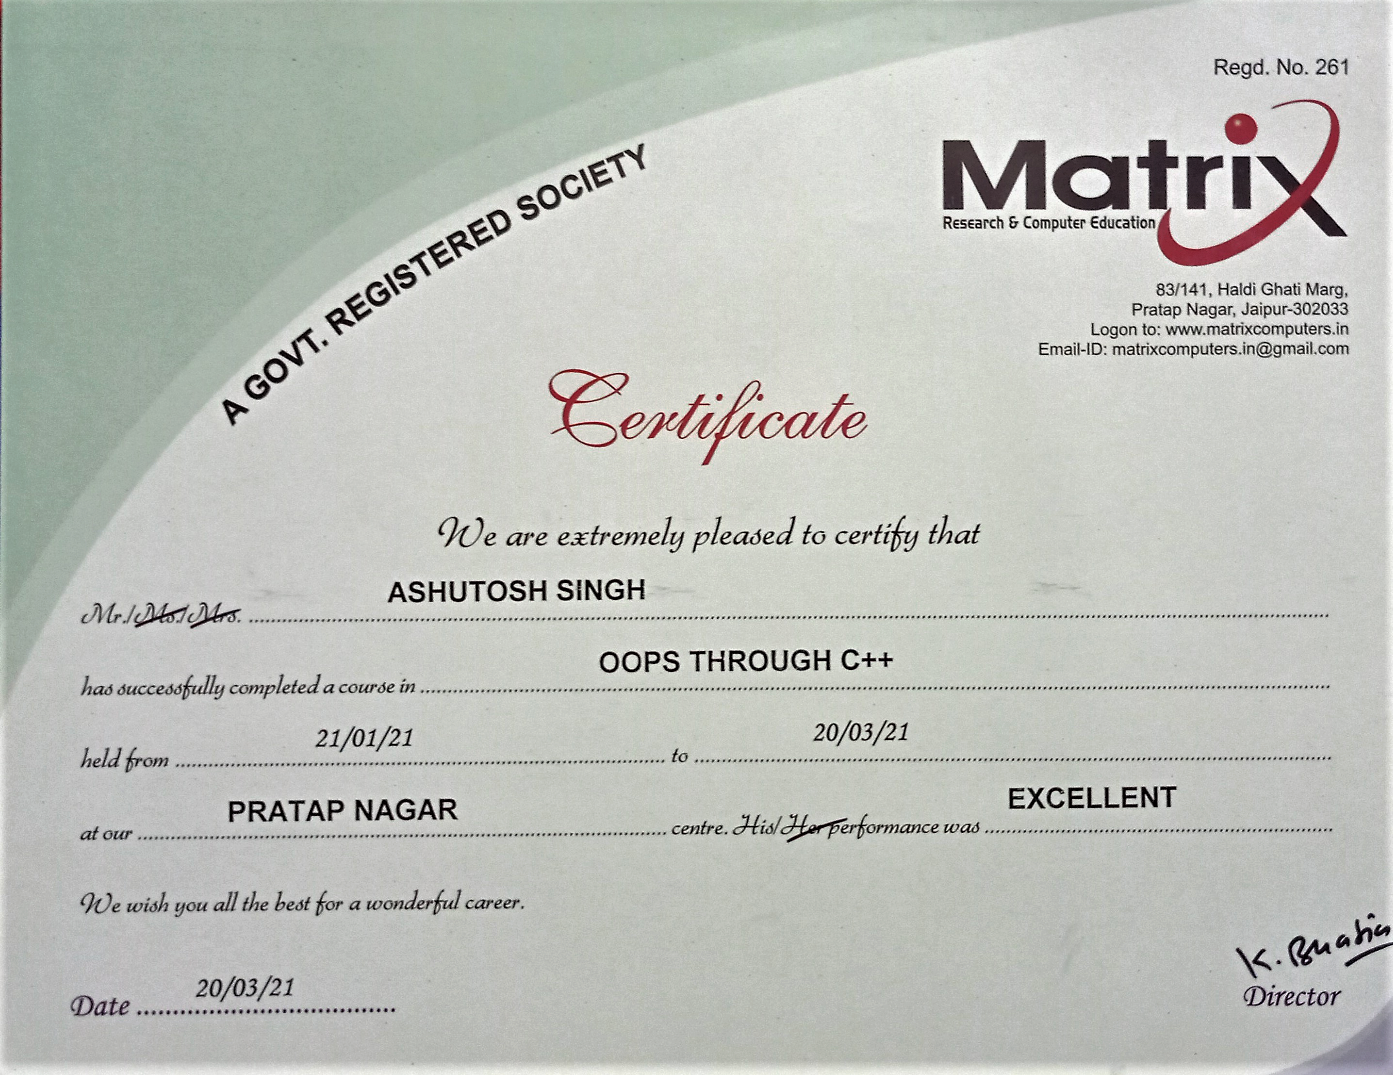 Regd. No. 261
Matrix
Research & Computer Education
83/141, Haldi Ghati Marg,
Pratap Nagar, Jaipur-302033
Logon to: www.matrixcomputers.in
Email-ID: matrixcomputers.in@gmail.com
A GOVT. REGISTERED SOCIETY
Certificate
We are extremely pleased to certify that
Mr./Ms./Mrs. ASHUTOSH SINGH
has successfully completed a course in OOPS THROUGH C++
held from 21/01/21 to 20/03/21
at our PRATAP NAGAR centre. His/Her performance was EXCELLENT
We wish you all the best for a wonderful career.
K. Bhatia
Date 20/03/21 Director